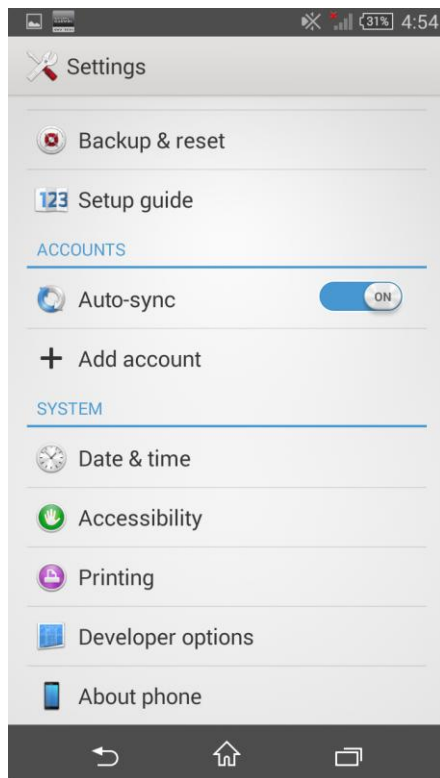 31% 4:54
Settings
Backup & reset
123 Setup guide
ACCOUNTS
Auto-sync ON
Add account
SYSTEM
Date & time
Accessibility
Printing
Developer options
About phone